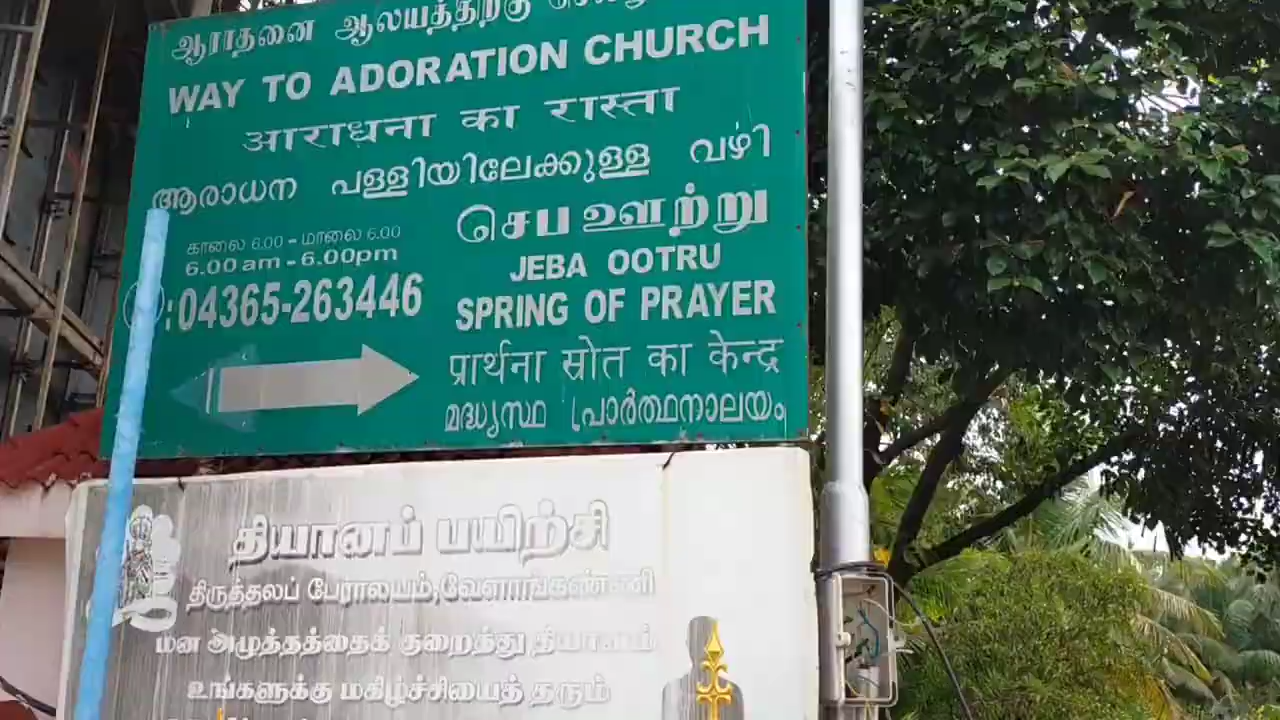 ஆராதனை ஆலயத்திற்கு
WAY TO ADORATION CHURCH
आराधना का रास्ता
ആരാധന പള്ളിയിലേക്കുള്ള വഴി
காலை 6.00 - மாலை 6.00
6.00 am - 6.00pm
:04365-263446
செப ஊற்று
JEBA OOTRU
SPRING OF PRAYER
प्रार्थना स्रोत का केन्द्र
മദ്ധ്യസ്ഥ പ്രാർത്ഥനാലയം
தியானப் பயிற்சி
திருத்தலப் பேராலயம்,வேளாங்கண்ணி
மன அழுத்தத்தைக் குறைத்து தியானம்
உங்களுக்கு மகிழ்ச்சியைத் தரும்